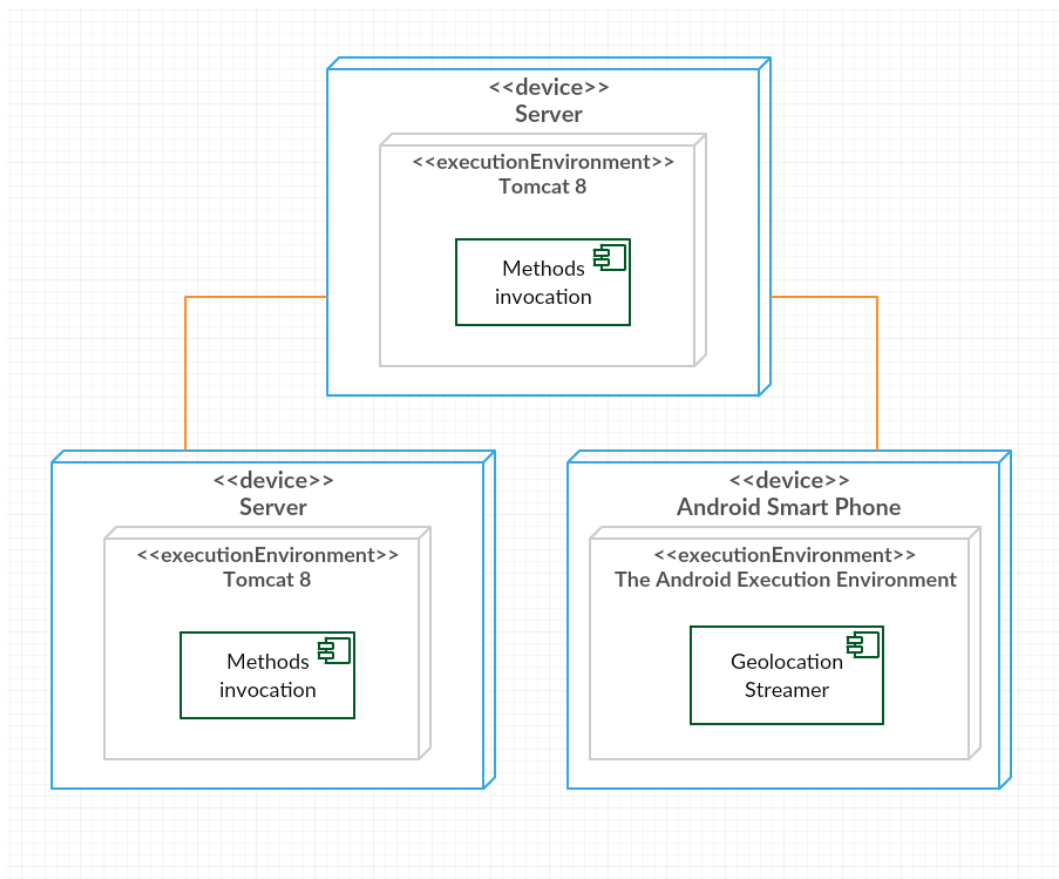 <<device>>
Server
<<executionEnvironment>>
Tomcat 8
Methods
invocation
<<device>>
Server
<<executionEnvironment>>
Tomcat 8
Methods
invocation
<<device>>
Android Smart Phone
<<executionEnvironment>>
The Android Execution Environment
Geolocation
Streamer